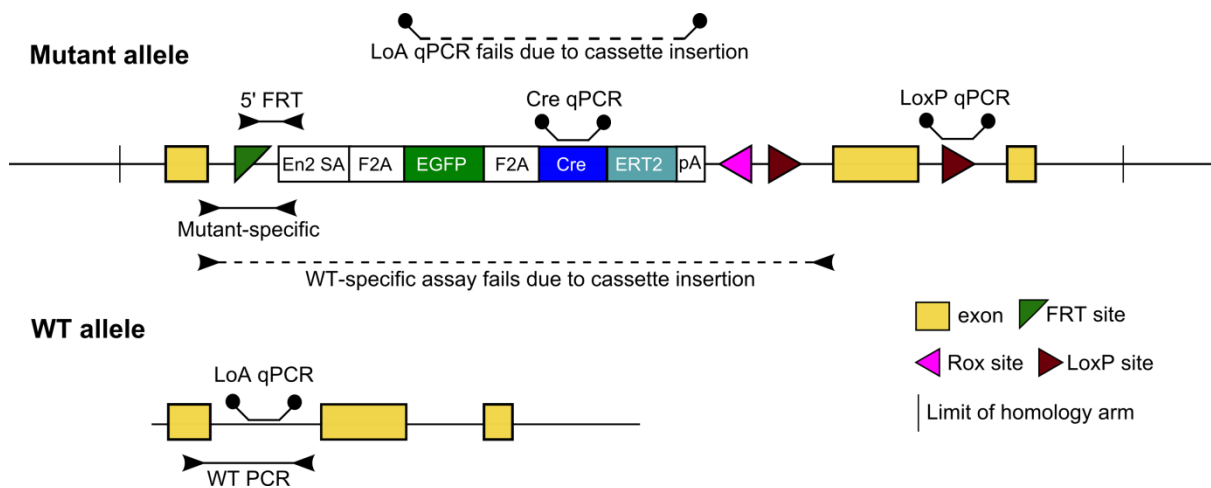 LoA qPCR fails due to cassette insertion
Mutant allele
5' FRT
Cre qPCR
LoxP qPCR
En2 SA F2A EGFP F2A Cre ERT2 pA
Mutant-specific
WT-specific assay fails due to cassette insertion
WT allele
exon FRT site
LoA qPCR
Rox site LoxP site
Limit of homology arm
WT PCR